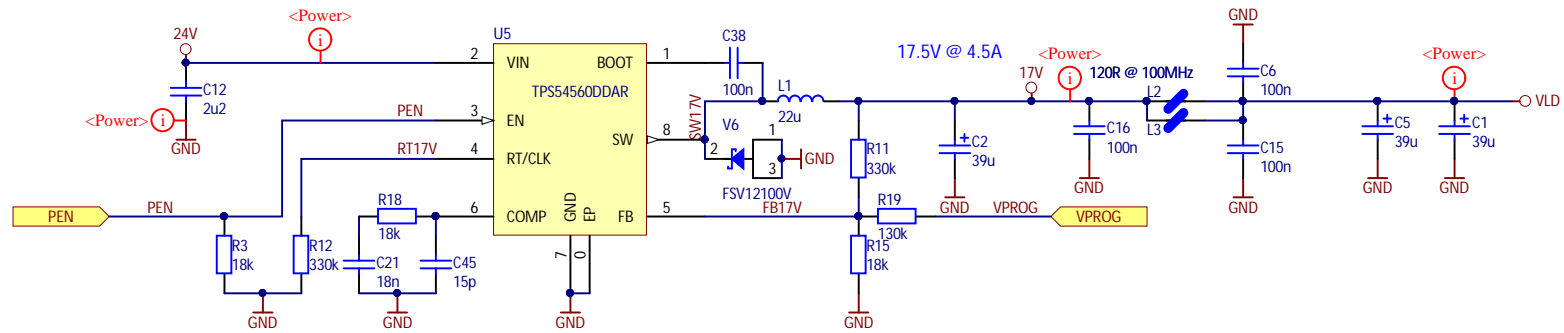 <Power>
24V
i
C12
2u2
<Power>
i
GND
U5
2
VIN
BOOT
1
TPS54560DDAR
3
EN
PEN
SW
8
4
RT/CLK
RT17V
6
COMP
GND
EP
FB
5
7
0
GND
PEN
PEN
R3
18k
R12
330k
GND
R18
18k
C21
18n
C45
15p
GND
C38
100n
SW17V
L1
22u
V6
2
1
3
GND
FSV12100V
17.5V @ 4.5A
R11
330k
FB17V
R19
130k
VPROG
VPROG
R15
18k
GND
C2
39u
GND
17V
<Power>
i
120R @ 100MHz
C16
100n
GND
L2
L3
GND
C6
100n
C15
100n
GND
C5
39u
GND
<Power>
i
C1
39u
GND
VLD